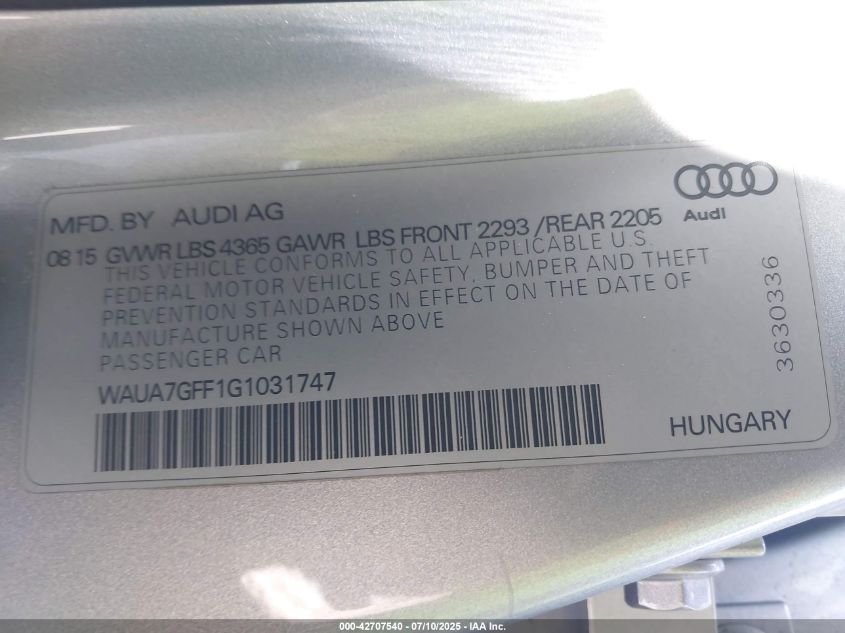 MFD. BY AUDI AG
Audi
08 15 GVWR LBS 4365 GAWR LBS FRONT 2293 /REAR 2205
THIS VEHICLE CONFORMS TO ALL APPLICABLE U.S.
FEDERAL MOTOR VEHICLE SAFETY, BUMPER AND THEFT
PREVENTION STANDARDS IN EFFECT ON THE DATE OF
MANUFACTURE SHOWN ABOVE
PASSENGER CAR
WAUA7GFF1G1031747
3630336
HUNGARY
000-42707540 - 07/10/2025 - IAA Inc.